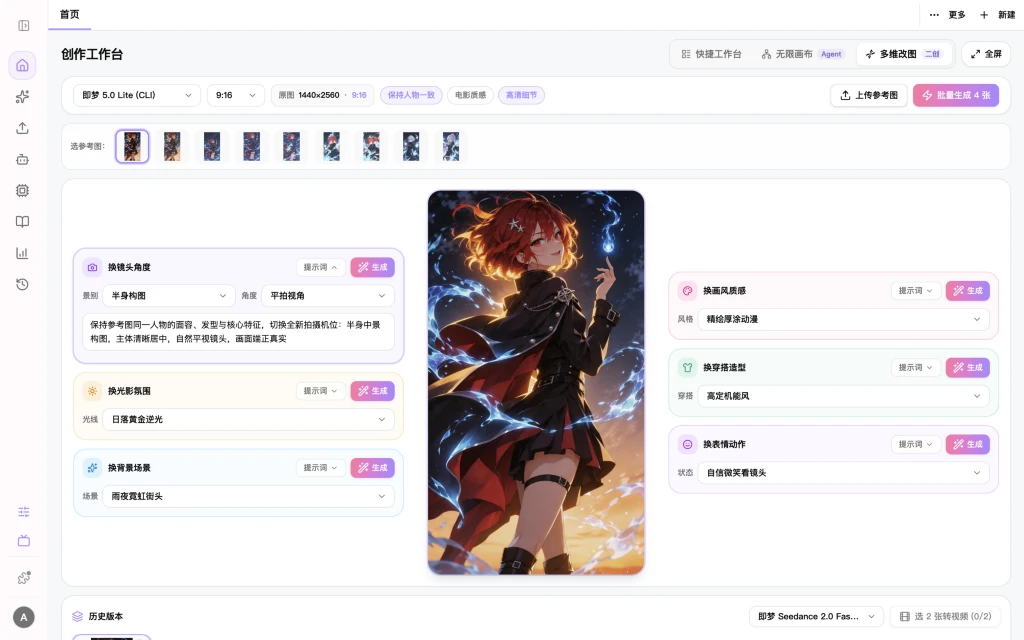 首页
更多
新建
创作工作台
快捷工作台
无限画布 Agent
多维改图 二创
全屏
即梦 5.0 Lite (CLI)
9:16
原图 1440×2560 · 9:16
保持人物一致
电影质感
高清细节
上传参考图
批量生成 4 张
选参考图:
换镜头角度
提示词
生成
景别 半身构图
角度 平拍视角
保持参考图同一人物的面容、发型与核心特征，切换全新拍摄机位：半身中景
构图，主体清晰居中，自然平视镜头，画面端正真实
换光影氛围
提示词
生成
光线 日落黄金逆光
换背景场景
提示词
生成
场景 雨夜霓虹街头
换画风质感
提示词
生成
风格 精绘厚涂动漫
换穿搭造型
提示词
生成
穿搭 高定机能风
换表情动作
提示词
生成
状态 自信微笑看镜头
A
历史版本
即梦 Seedance 2.0 Fas...
选 2 张转视频 (0/2)